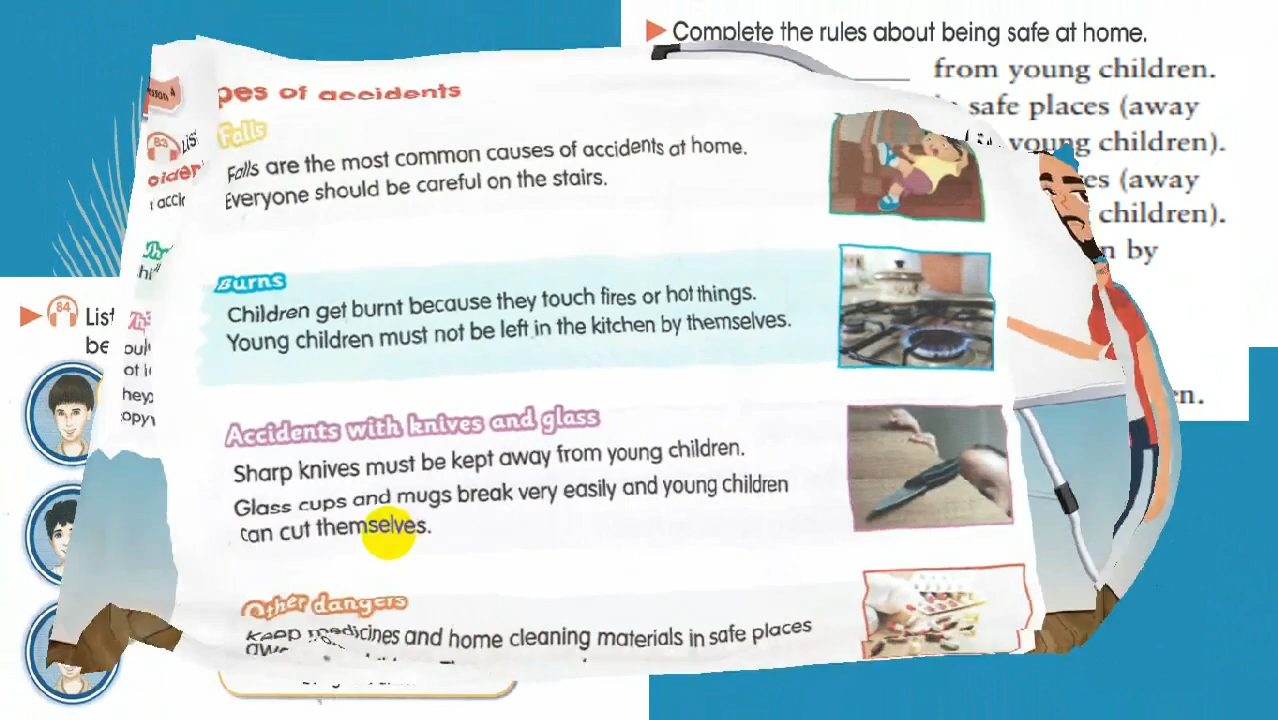 Complete the rules about being safe at home.
from young children.
safe places (away
young children).
(away
children).
by
pes of accidents
Falls
Falls are the most common causes of accidents at home.
Everyone should be careful on the stairs.
Burns
Children get burnt because they touch fires or hot things.
Young children must not be left in the kitchen by themselves.
Accidents with knives and glass
Sharp knives must be kept away from young children.
Glass cups and mugs break very easily and young children
can cut themselves.
Other dangers
Keep medicines and home cleaning materials in safe places
83
84
List
be